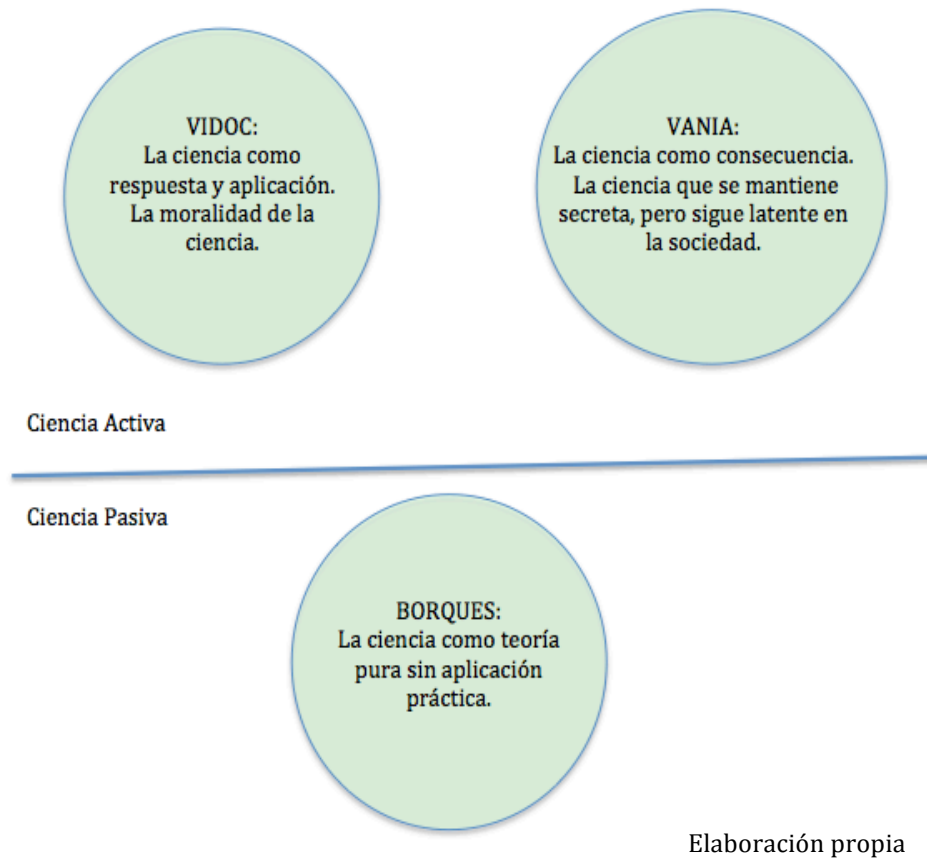 VIDOC:
La ciencia como
respuesta y aplicación.
La moralidad de la
ciencia.
VANIA:
La ciencia como consecuencia.
La ciencia que se mantiene
secreta, pero sigue latente en
la sociedad.
Ciencia Activa
Ciencia Pasiva
BORQUES:
La ciencia como teoría
pura sin aplicación
práctica.
Elaboración propia